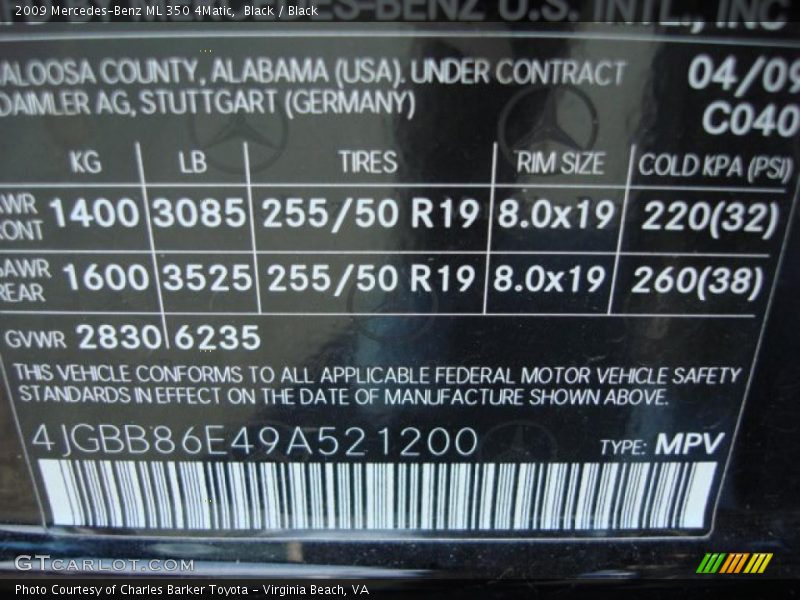 2009 Mercedes-Benz ML 350 4Matic, Black / Black
U.S. INTL., INC
COUNTY, ALABAMA (USA). UNDER CONTRACT 04/09
DAIMLER AG, STUTTGART (GERMANY) C040
KG LB TIRES RIM SIZE COLD KPA (PSI)
1400 3085 255/50 R19 8.0x19 220(32)
1600 3525 255/50 R19 8.0x19 260(38)
REAR
GVWR 2830 6235
THIS VEHICLE CONFORMS TO ALL APPLICABLE FEDERAL MOTOR VEHICLE SAFETY
STANDARDS IN EFFECT ON THE DATE OF MANUFACTURE SHOWN ABOVE.
4JGBB86E49A521200 TYPE: MPV
GTCARLOT.COM
Photo Courtesy of Charles Barker Toyota - Virginia Beach, VA